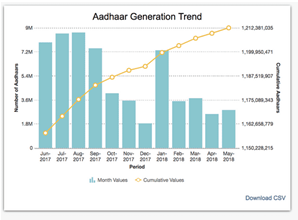 Aadhaar Generation Trend
9M
7.2M
5.4M
3.6M
1.8M
0
Number of Aadhaars
1,212,381,035
1,199,950,471
1,187,519,907
1,175,089,343
1,162,658,779
1,150,228,215
Cumulative Aadhaars
Jun-2017
Jul-2017
Aug-2017
Sep-2017
Oct-2017
Nov-2017
Dec-2017
Jan-2018
Feb-2018
Mar-2018
Apr-2018
May-2018
Period
Month Values
Cumulative Values
Download CSV